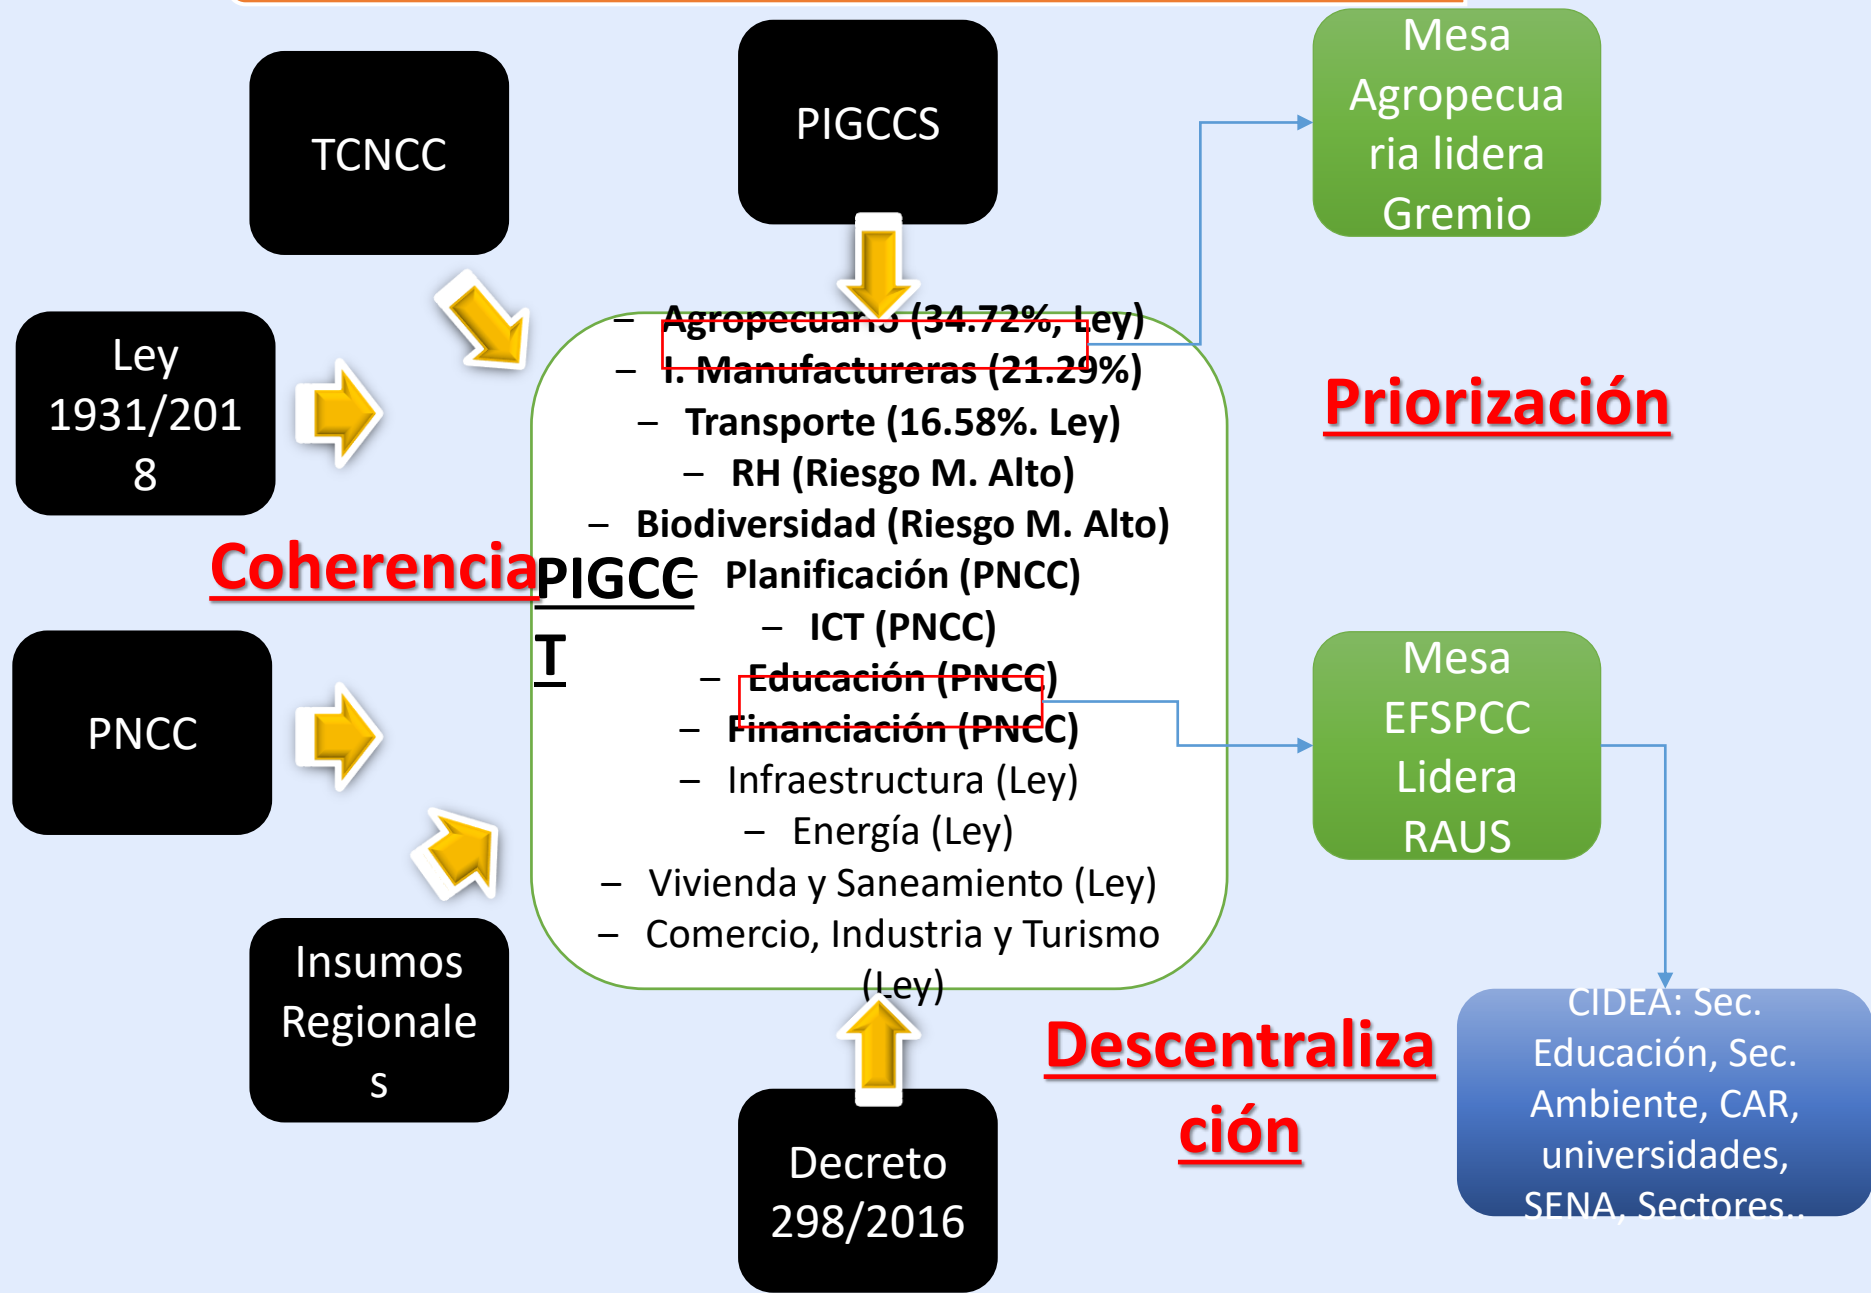 TCNCC
PIGCCS
Mesa
Agropecua
ria lidera
Gremio
Ley
1931/201
8
PNCC
Insumos
Regionale
s
Decreto
298/2016
Coherencia
PIGCC
T
– Agropecuario (34.72%, Ley)
– I. Manufactureras (21.29%)
– Transporte (16.58%. Ley)
– RH (Riesgo M. Alto)
– Biodiversidad (Riesgo M. Alto)
– Planificación (PNCC)
– ICT (PNCC)
– Educación (PNCC)
– Financiación (PNCC)
– Infraestructura (Ley)
– Energía (Ley)
– Vivienda y Saneamiento (Ley)
– Comercio, Industria y Turismo
(Ley)
Priorización
Mesa
EFSPCC
Lidera
RAUS
Descentraliza
ción
CIDEA: Sec.
Educación, Sec.
Ambiente, CAR,
universidades,
SENA, Sectores..